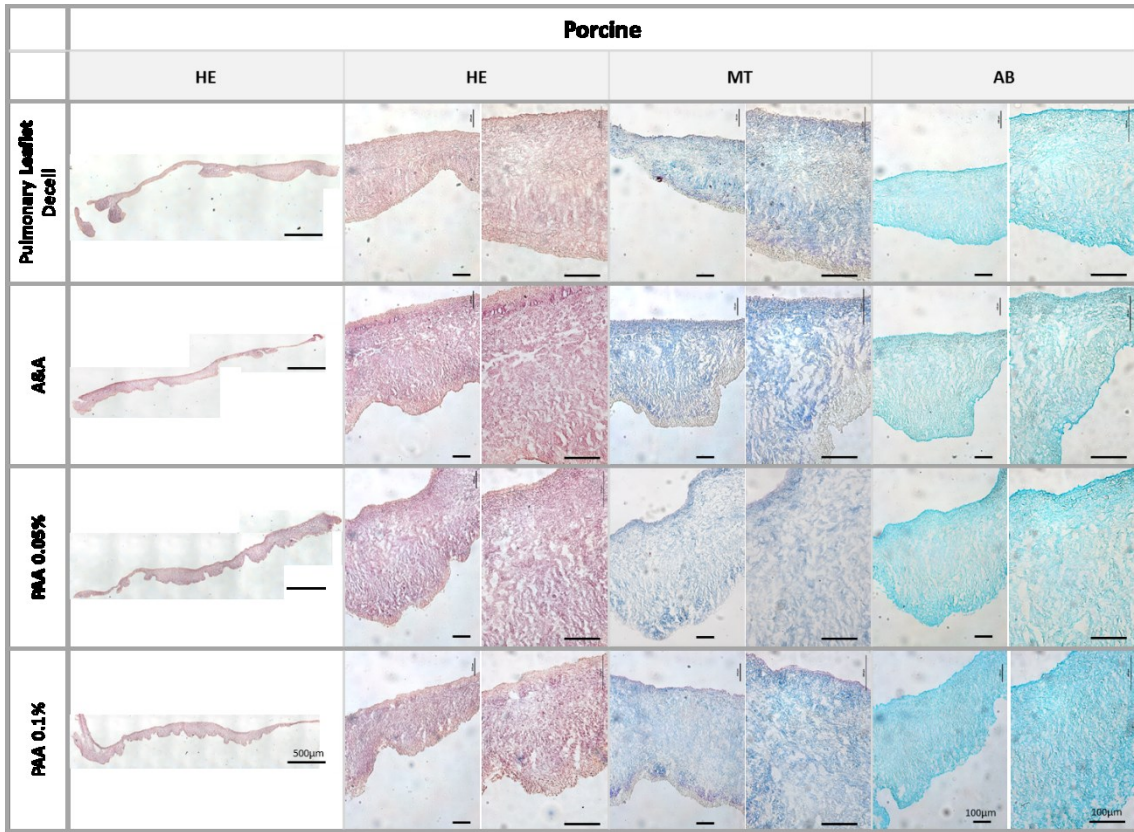 Porcine
HE HE MT AB
Pulmonary Leaflet
Decell
A&A
PAA 0.05%
PAA 0.1%
500µm
100µm 100µm